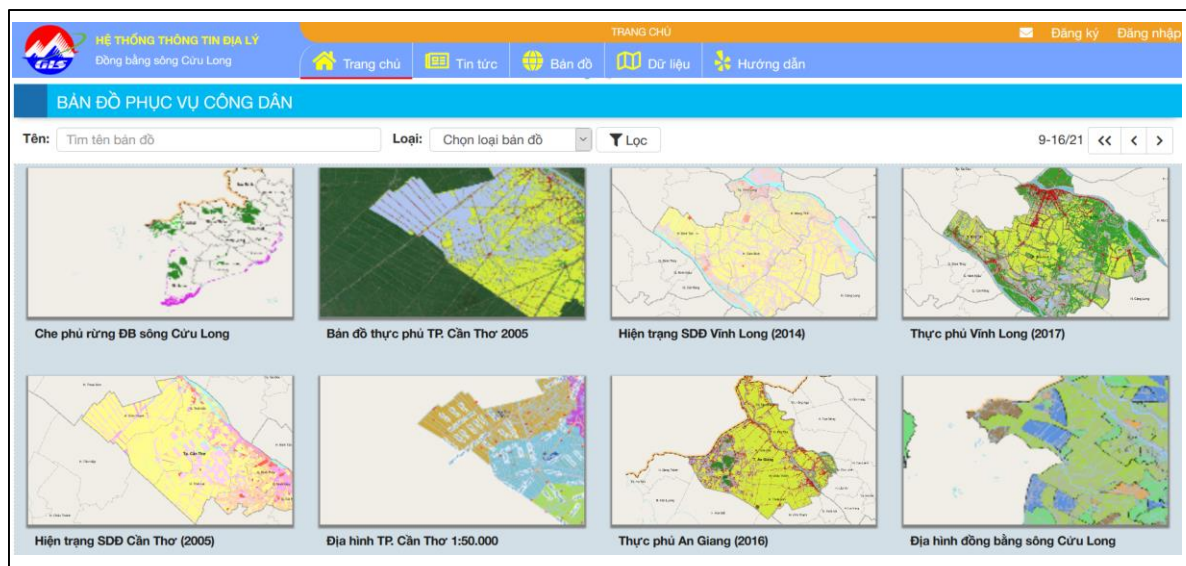 TRANG CHỦ
HỆ THỐNG THÔNG TIN ĐỊA LÝ
Đồng bằng sông Cửu Long
GIS
Đăng ký Đăng nhập
Trang chủ Tin tức Bản đồ Dữ liệu Hướng dẫn
BẢN ĐỒ PHỤC VỤ CÔNG DÂN
Tên: Tìm tên bản đồ Loại: Chọn loại bản đồ Lọc 9-16/21
Che phủ rừng ĐB sông Cửu Long
Bản đồ thực phủ TP. Cần Thơ 2005
Hiện trạng SDĐ Vĩnh Long (2014)
Thực phủ Vĩnh Long (2017)
Hiện trạng SDĐ Cần Thơ (2005)
Địa hình TP. Cần Thơ 1:50.000
Thực phủ An Giang (2016)
Địa hình đồng bằng sông Cửu Long